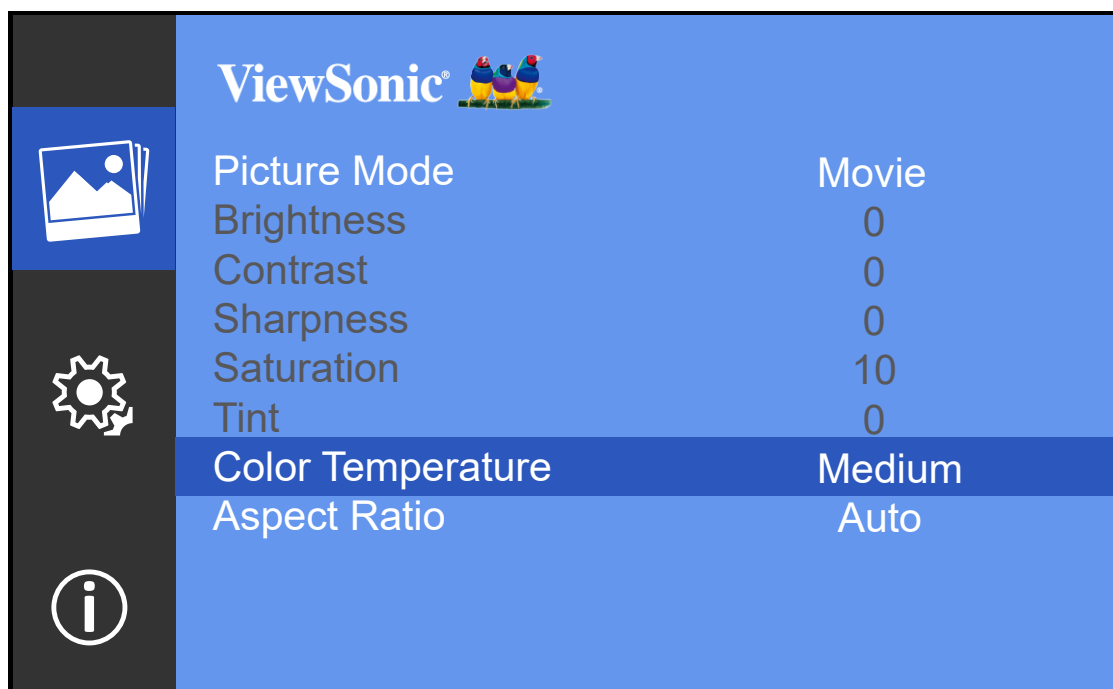 ViewSonic®
Picture Mode Movie
Brightness 0
Contrast 0
Sharpness 0
Saturation 10
Tint 0
Color Temperature Medium
Aspect Ratio Auto